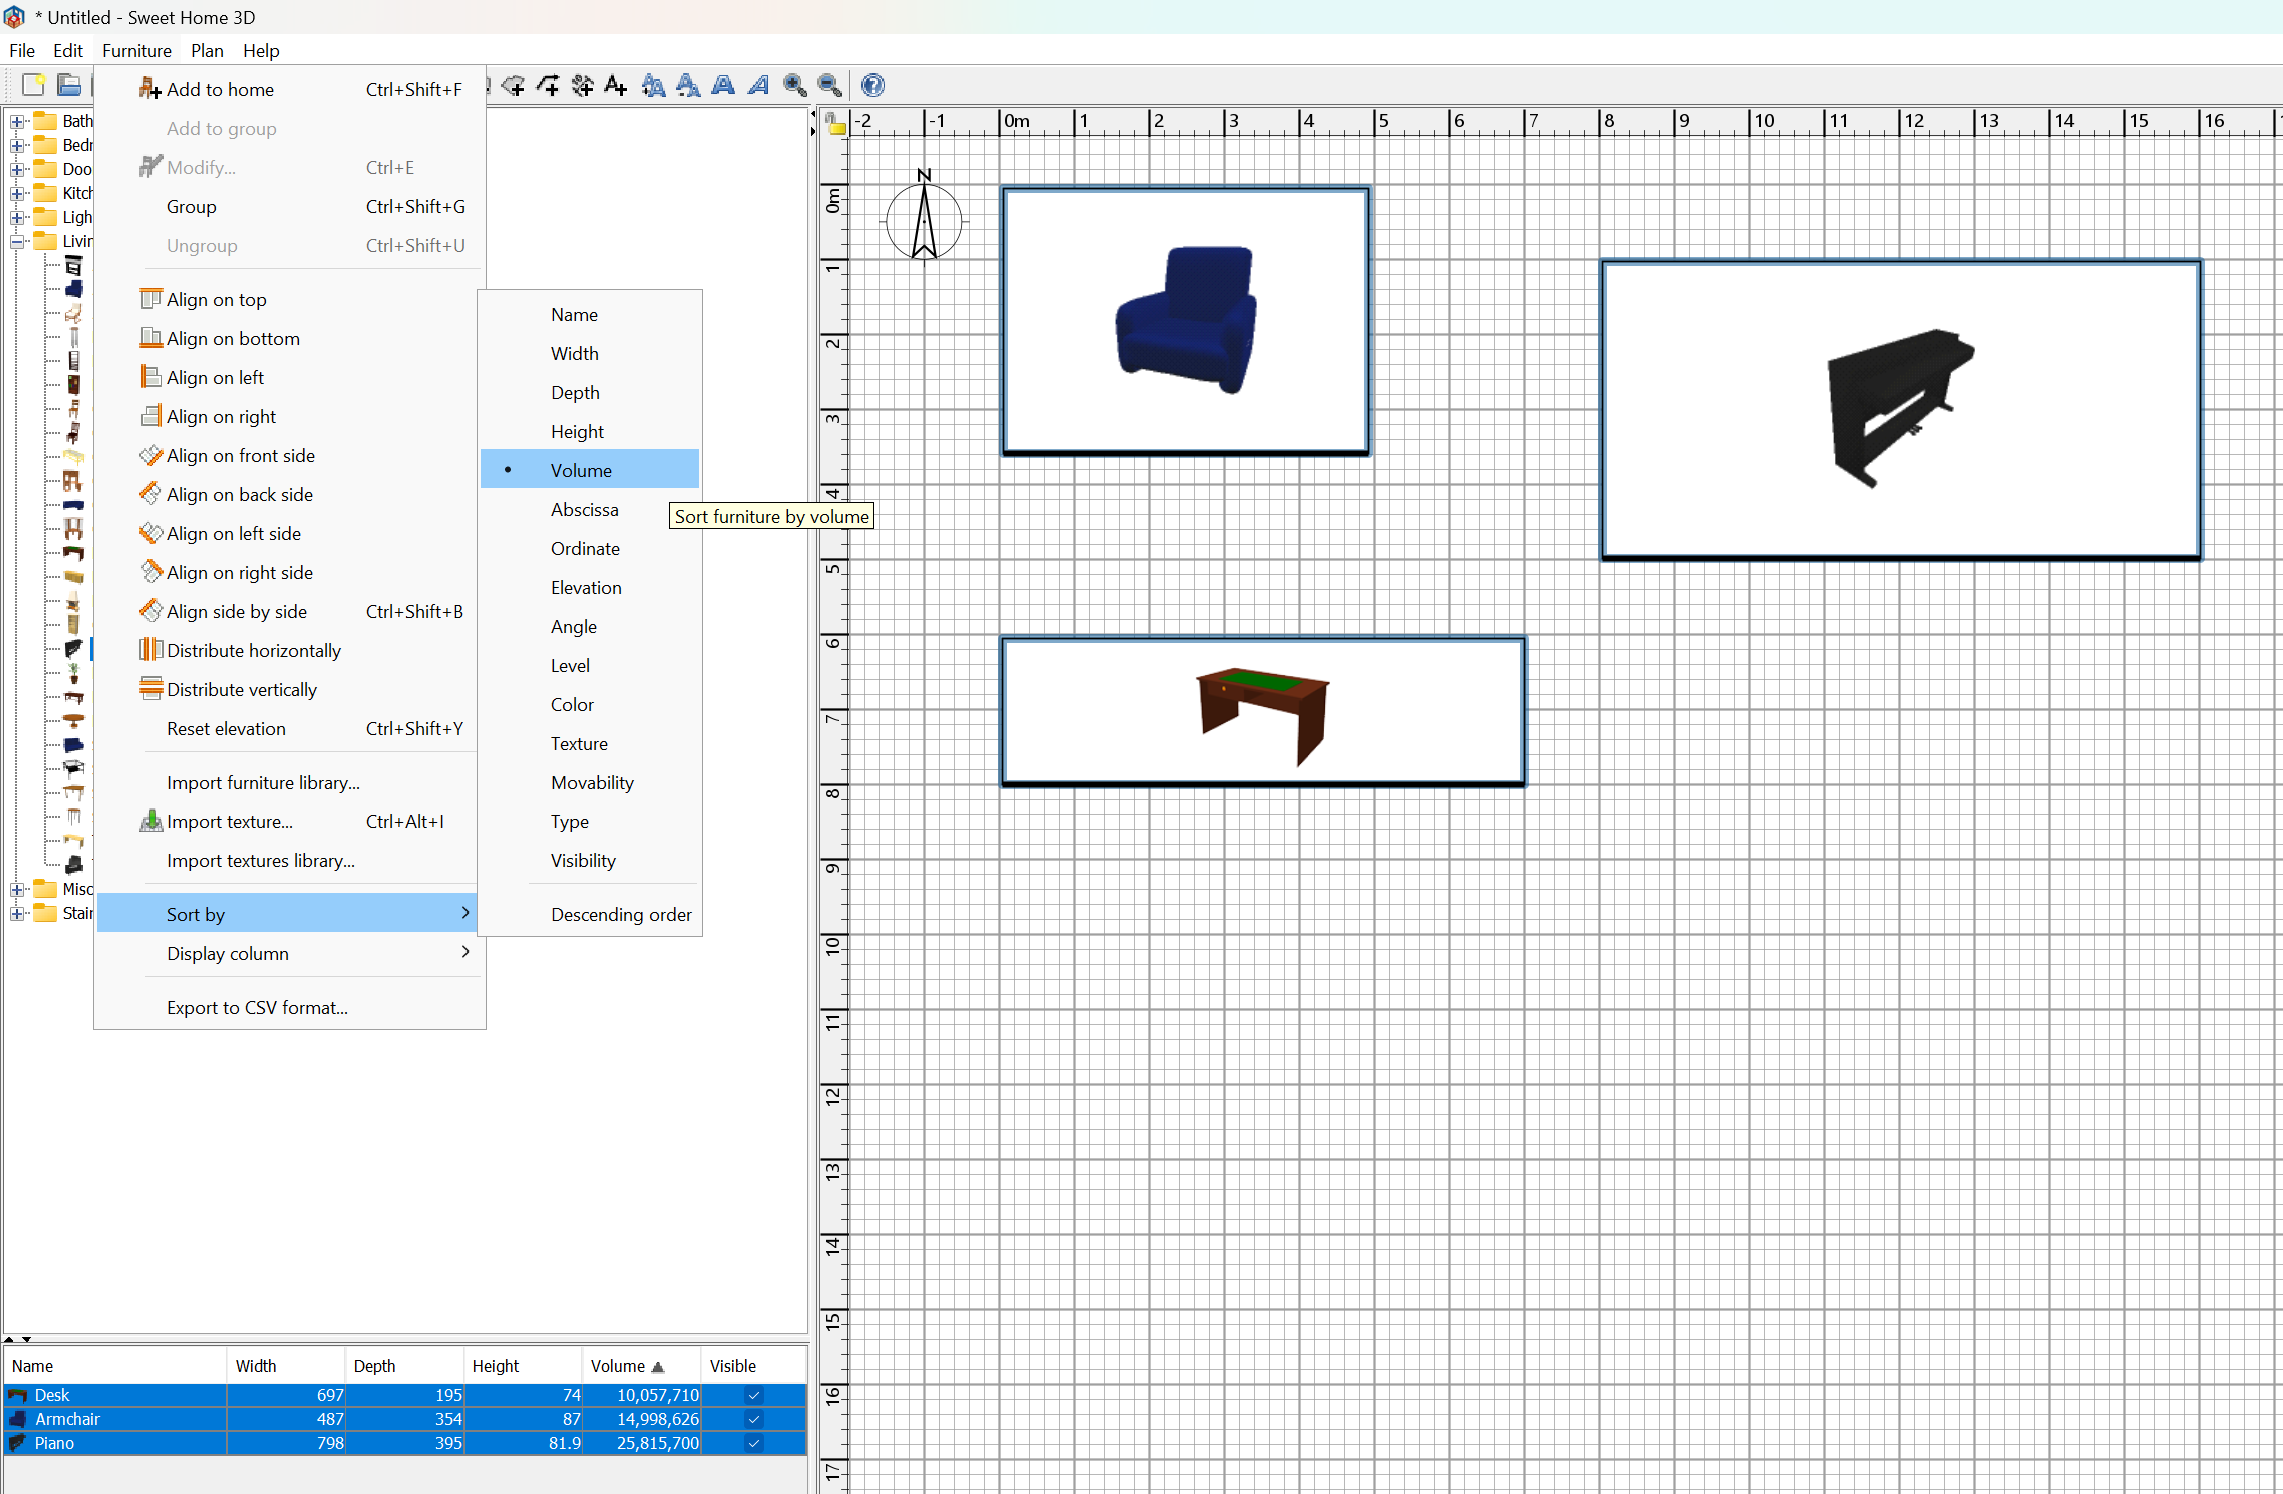 * Untitled - Sweet Home 3D
File Edit Furniture Plan Help
Add to home Ctrl+Shift+F
Add to group
Modify... Ctrl+E
Group Ctrl+Shift+G
Ungroup Ctrl+Shift+U
Align on top
Align on bottom
Align on left
Align on right
Align on front side
Align on back side
Align on left side
Align on right side
Align side by side Ctrl+Shift+B
Distribute horizontally
Distribute vertically
Reset elevation Ctrl+Shift+Y
Import furniture library...
Import texture... Ctrl+Alt+I
Import textures library...
Sort by
Display column
Export to CSV format...
Bath
Bedr
Doo
Kitch
Ligh
Livin
Misc
Stair
Name
Width
Depth
Height
Volume
Abscissa
Ordinate
Elevation
Angle
Level
Color
Texture
Movability
Type
Visibility
Descending order
Sort furniture by volume
-2 -1 0m 1 2 3 4 5 6 7 8 9 10 11 12 13 14 15 16
0m
1
2
3
4
5
6
7
8
9
10
11
12
13
14
15
16
17
N
Name Width Depth Height Volume Visible
Desk 697 195 74 10,057,710
Armchair 487 354 87 14,998,626
Piano 798 395 81.9 25,815,700